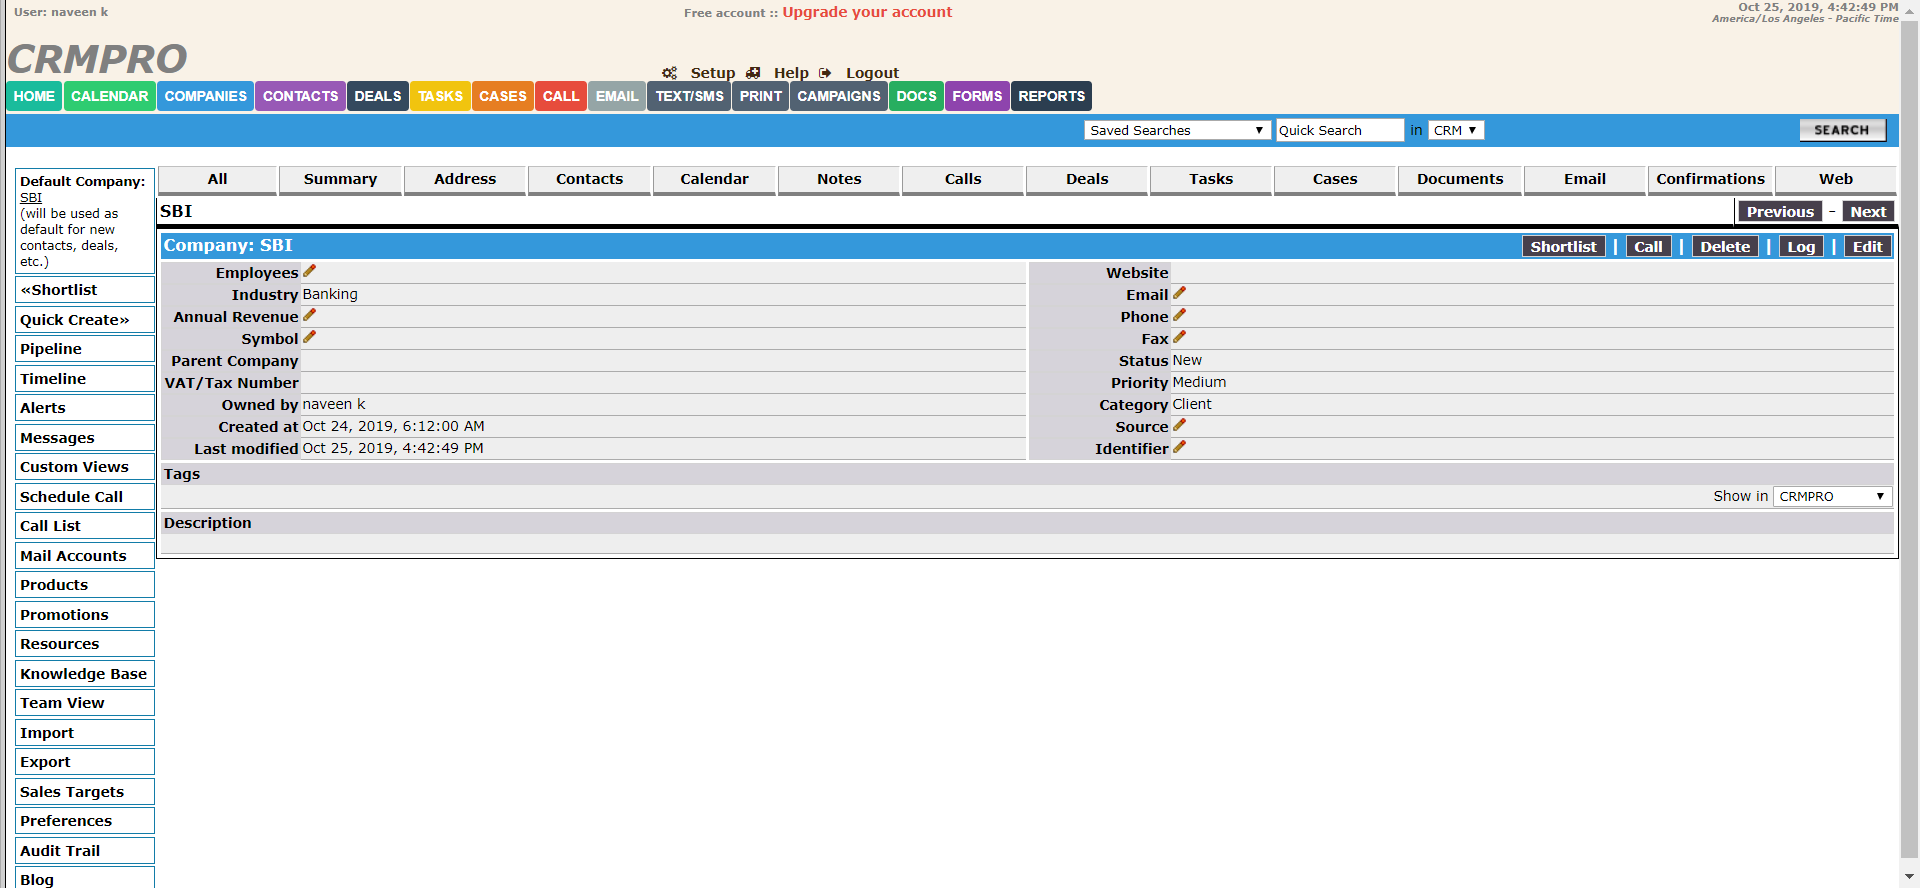 User: naveen k
Free account :: Upgrade your account
Oct 25, 2019, 4:42:49 PM
America/Los Angeles - Pacific Time
CRMPRO
Setup Help Logout
HOME CALENDAR COMPANIES CONTACTS DEALS TASKS CASES CALL EMAIL TEXT/SMS PRINT CAMPAIGNS DOCS FORMS REPORTS
Saved Searches Quick Search in CRM SEARCH
Default Company:
SBI
(will be used as
default for new
contacts, deals,
etc.)
«Shortlist
Quick Create»
Pipeline
Timeline
Alerts
Messages
Custom Views
Schedule Call
Call List
Mail Accounts
Products
Promotions
Resources
Knowledge Base
Team View
Import
Export
Sales Targets
Preferences
Audit Trail
Blog
All Summary Address Contacts Calendar Notes Calls Deals Tasks Cases Documents Email Confirmations Web
SBI Previous - Next
Company: SBI Shortlist | Call | Delete | Log | Edit
Employees
Industry Banking
Annual Revenue
Symbol
Parent Company
VAT/Tax Number
Owned by naveen k
Created at Oct 24, 2019, 6:12:00 AM
Last modified Oct 25, 2019, 4:42:49 PM
Website
Email
Phone
Fax
Status New
Priority Medium
Category Client
Source
Identifier
Tags
Show in CRMPRO
Description